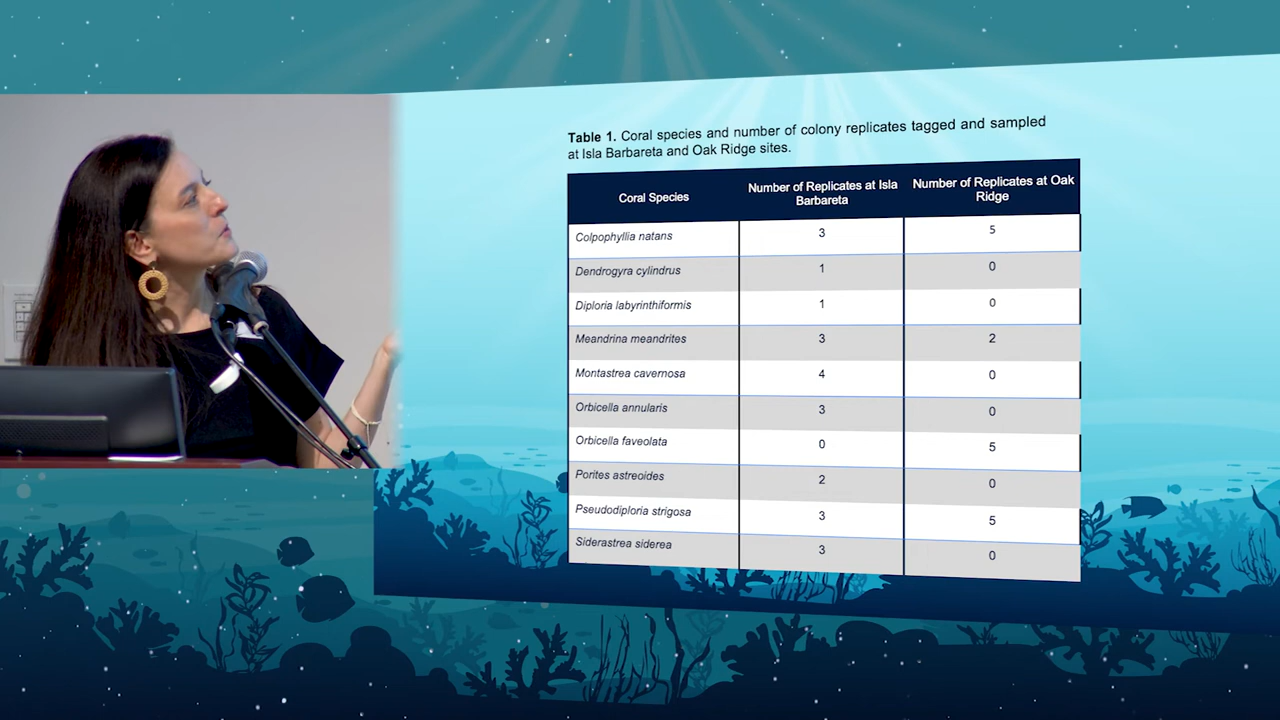 Table 1. Coral species and number of colony replicates tagged and sampled
at Isla Barbareta and Oak Ridge sites.
Coral Species Number of Replicates at Isla Barbareta Number of Replicates at Oak Ridge
Colpophyllia natans 3 5
Dendrogyra cylindrus 1 0
Diploria labyrinthiformis 1 0
Meandrina meandrites 3 2
Montastrea cavernosa 4 0
Orbicella annularis 3 0
Orbicella faveolata 0 5
Porites astreoides 2 0
Pseudodiploria strigosa 3 5
Siderastrea siderea 3 0